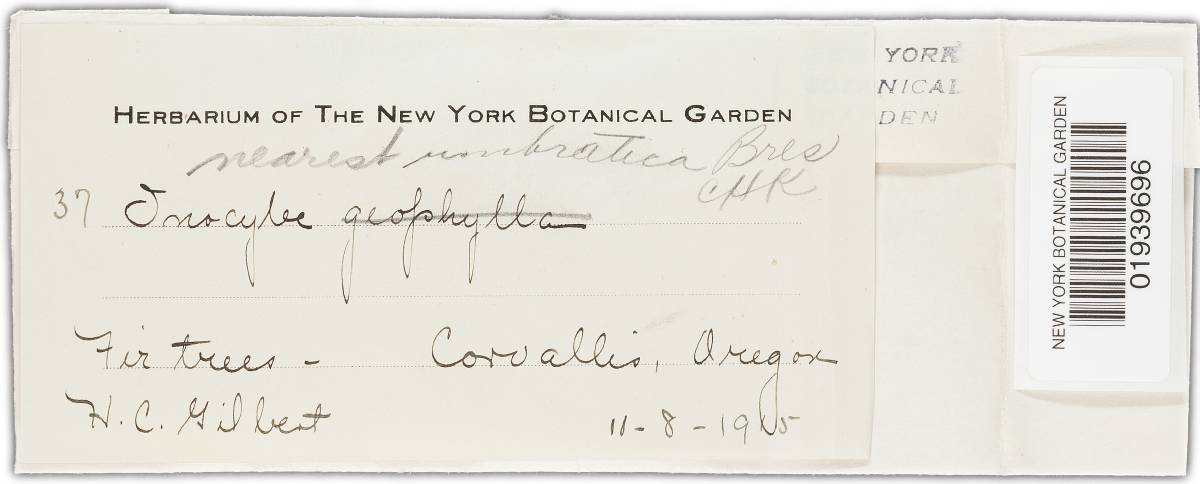 HERBARIUM OF THE NEW YORK BOTANICAL GARDEN
nearest umbratica Bres
CHK
37 Inocybe geophylla
Fir trees - Corvallis, Oregon
H. C. Gilbert 11-8-1915
YORK
NICAL
DEN
NEW YORK BOTANICAL GARDEN
01939696